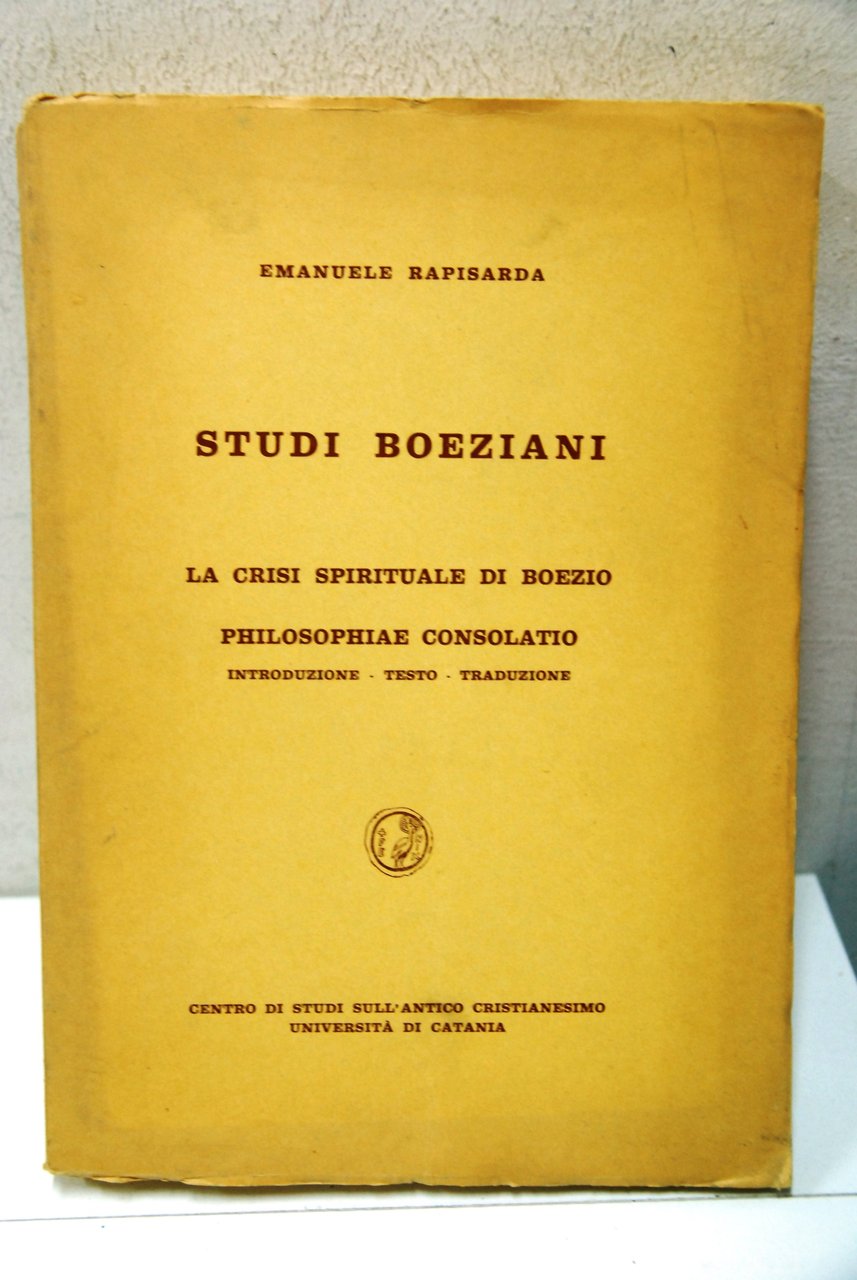 EMANUELE RAPISARDA
STUDI BOEZIANI
LA CRISI SPIRITUALE DI BOEZIO
PHILOSOPHIAE CONSOLATIO
INTRODUZIONE - TESTO - TRADUZIONE
CENTRO DI STUDI SULL'ANTICO CRISTIANESIMO
UNIVERSITÀ DI CATANIA